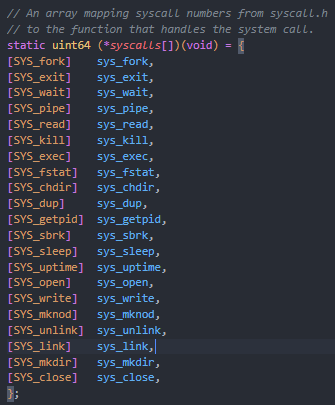 // An array mapping syscall numbers from syscall.h
// to the function that handles the system call.
static uint64 (*syscalls[])(void) = {
[SYS_fork]    sys_fork,
[SYS_exit]    sys_exit,
[SYS_wait]    sys_wait,
[SYS_pipe]    sys_pipe,
[SYS_read]    sys_read,
[SYS_kill]    sys_kill,
[SYS_exec]    sys_exec,
[SYS_fstat]   sys_fstat,
[SYS_chdir]   sys_chdir,
[SYS_dup]     sys_dup,
[SYS_getpid]  sys_getpid,
[SYS_sbrk]    sys_sbrk,
[SYS_sleep]   sys_sleep,
[SYS_uptime]  sys_uptime,
[SYS_open]    sys_open,
[SYS_write]   sys_write,
[SYS_mknod]   sys_mknod,
[SYS_unlink]  sys_unlink,
[SYS_link]    sys_link,
[SYS_mkdir]   sys_mkdir,
[SYS_close]   sys_close,
};